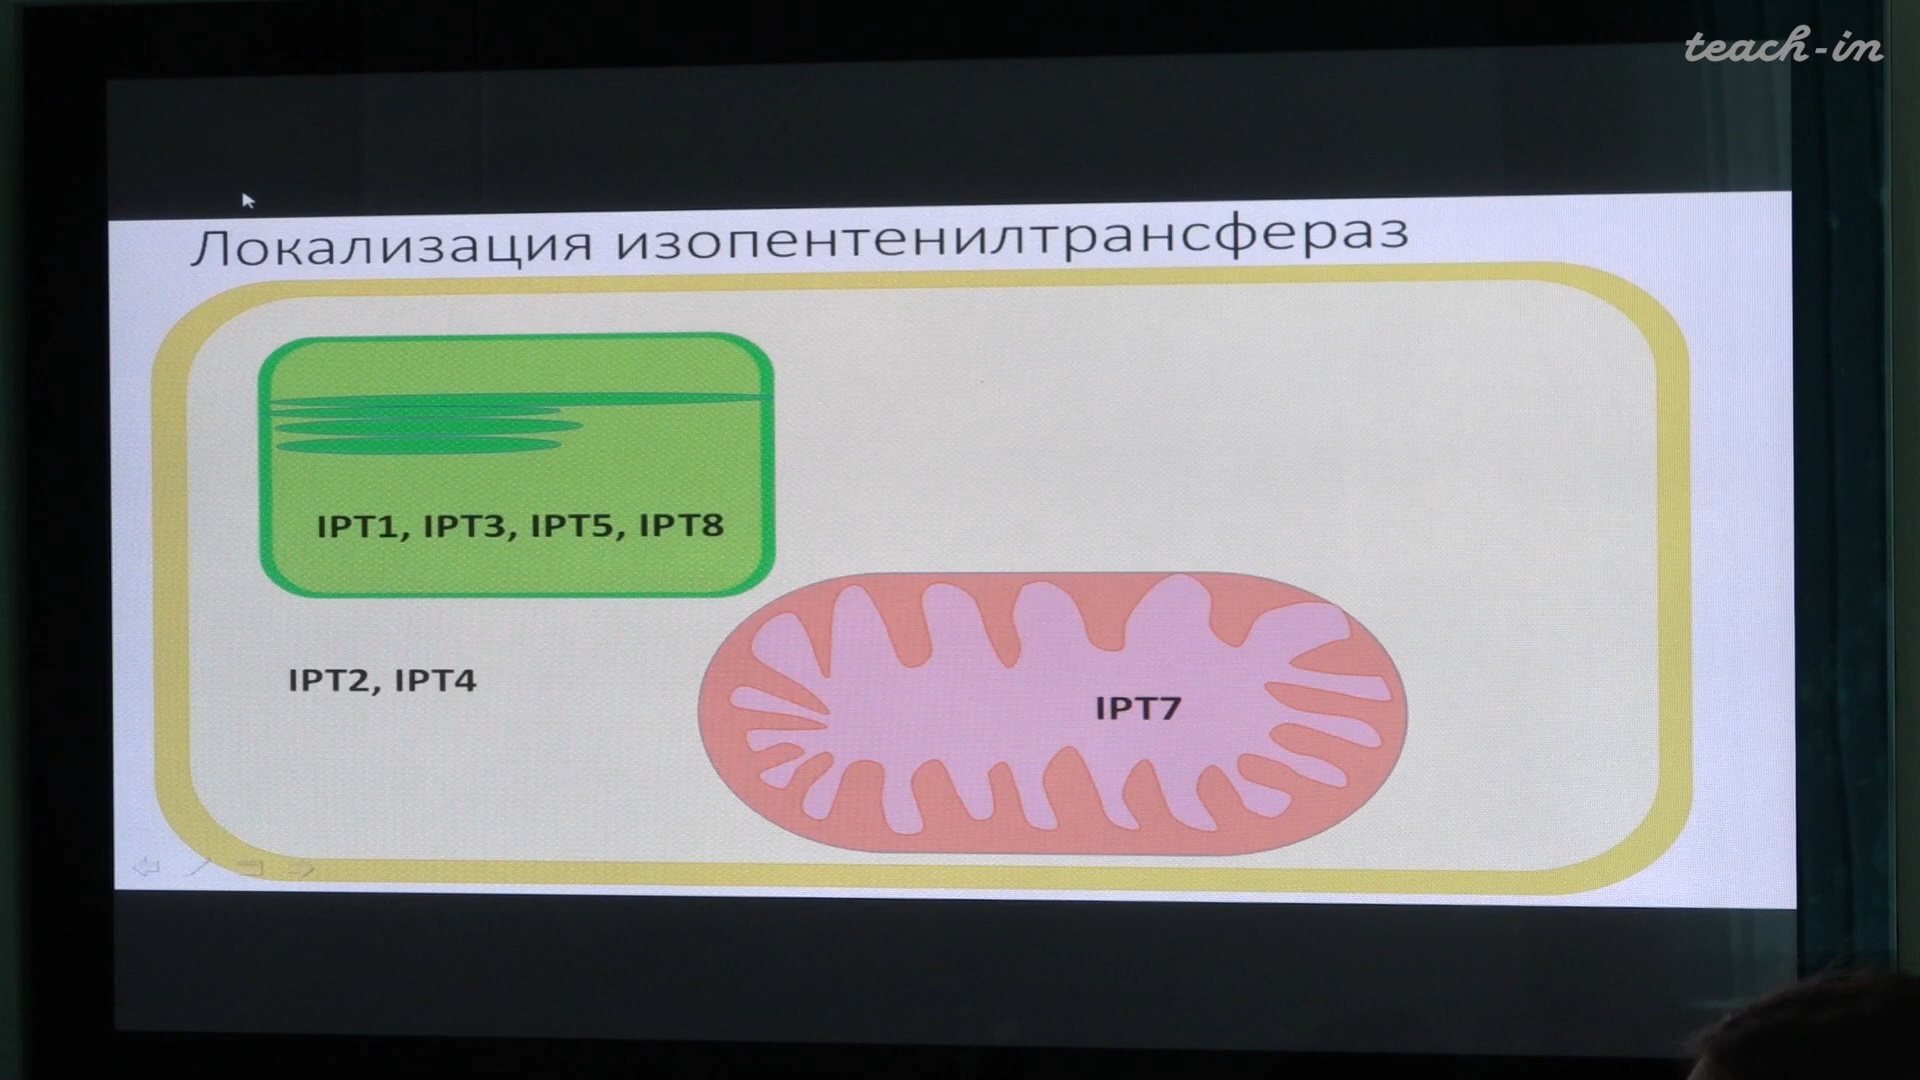 teach-in
Локализация изопентенилтрансфераз
IPT1, IPT3, IPT5, IPT8
IPT2, IPT4
IPT7